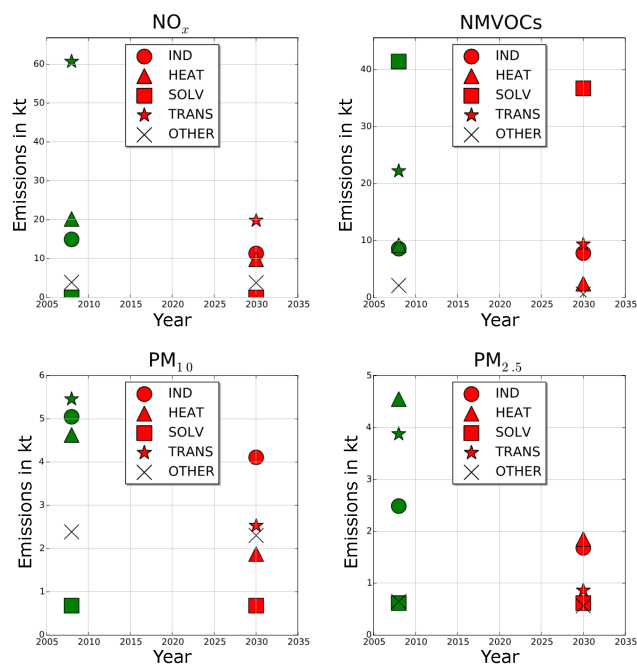 NOx
Emissions in kt
60
50
40
30
20
10
0
IND
HEAT
SOLV
TRANS
OTHER
2005 2010 2015 2020 2025 2030 2035
Year
NMVOCs
Emissions in kt
40
30
20
10
0
IND
HEAT
SOLV
TRANS
OTHER
2005 2010 2015 2020 2025 2030 2035
Year
PM10
Emissions in kt
6
5
4
3
2
1
0
IND
HEAT
SOLV
TRANS
OTHER
2005 2010 2015 2020 2025 2030 2035
Year
PM2.5
Emissions in kt
5
4
3
2
1
0
IND
HEAT
SOLV
TRANS
OTHER
2005 2010 2015 2020 2025 2030 2035
Year